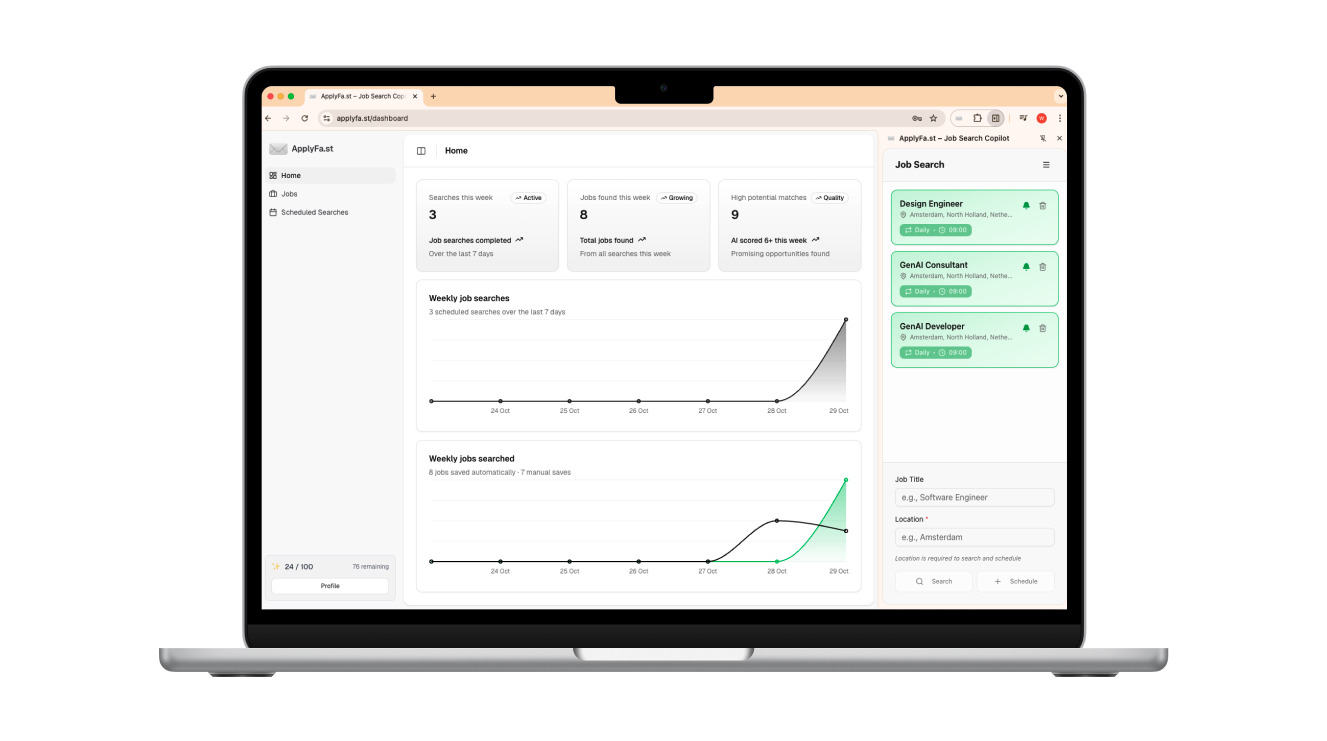 ApplyFa.st – Job Search Cop
applyfa.st/dashboard
W
ApplyFa.st
Home
Jobs
Scheduled Searches
24 / 100
76 remaining
Profile
Home
Searches this week
Active
3
Job searches completed
Over the last 7 days
Jobs found this week
Growing
8
Total jobs found
From all searches this week
High potential matches
Quality
9
AI scored 6+ this week
Promising opportunities found
Weekly job searches
3 scheduled searches over the last 7 days
24 Oct 25 Oct 26 Oct 27 Oct 28 Oct 29 Oct
Weekly jobs searched
8 jobs saved automatically · 7 manual saves
24 Oct 25 Oct 26 Oct 27 Oct 28 Oct 29 Oct
ApplyFa.st – Job Search Copilot
Job Search
Design Engineer
Amsterdam, North Holland, Nethe...
Daily • 09:00
GenAI Consultant
Amsterdam, North Holland, Nethe...
Daily • 09:00
GenAI Developer
Amsterdam, North Holland, Nethe...
Daily • 09:00
Job Title
e.g., Software Engineer
Location *
e.g., Amsterdam
Location is required to search and schedule
Search
Schedule